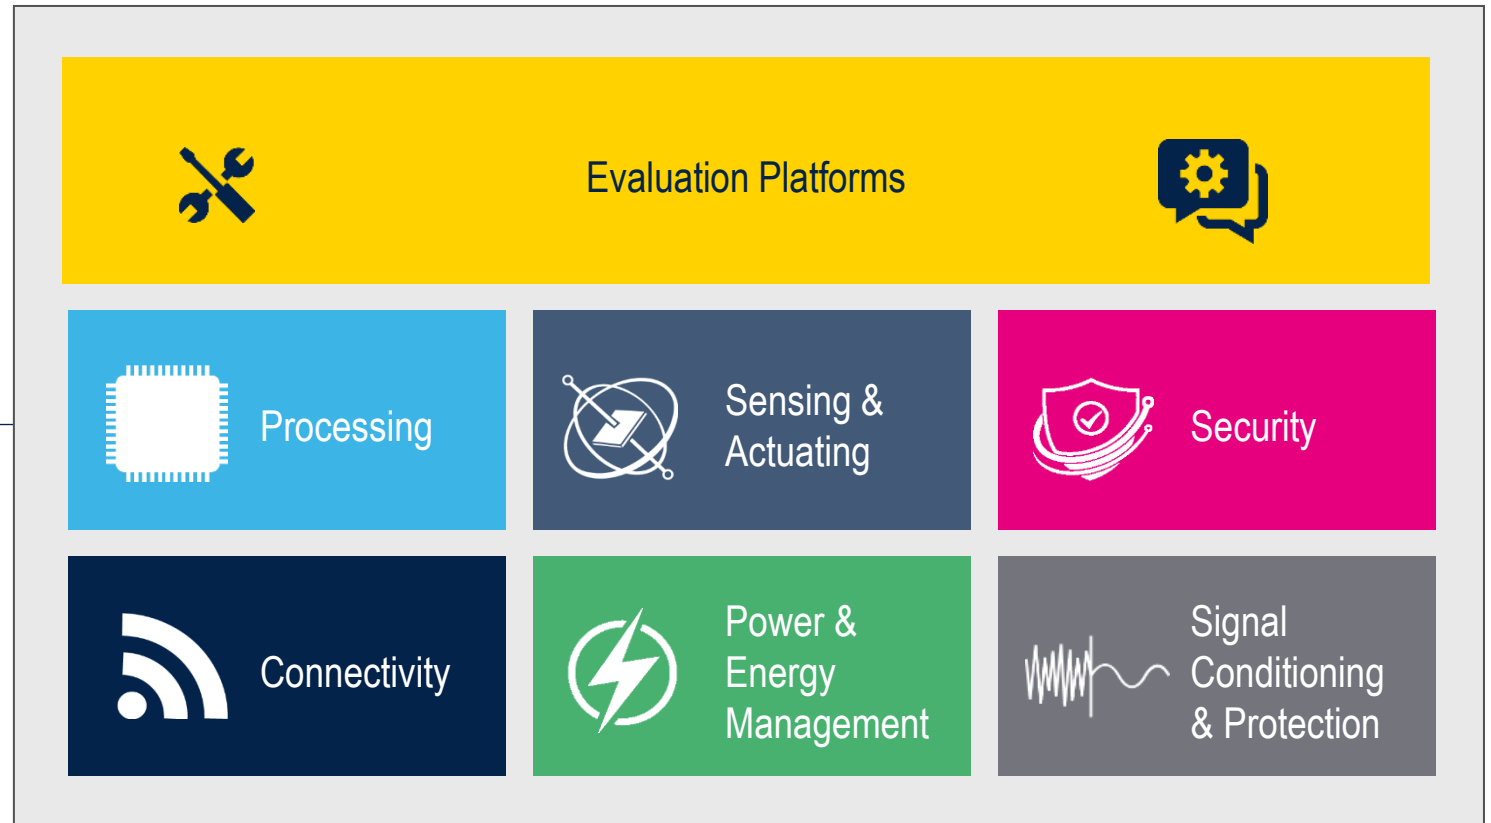 Evaluation Platforms
Processing
Sensing &
Actuating
Security
Connectivity
Power &
Energy
Management
Signal
Conditioning
& Protection